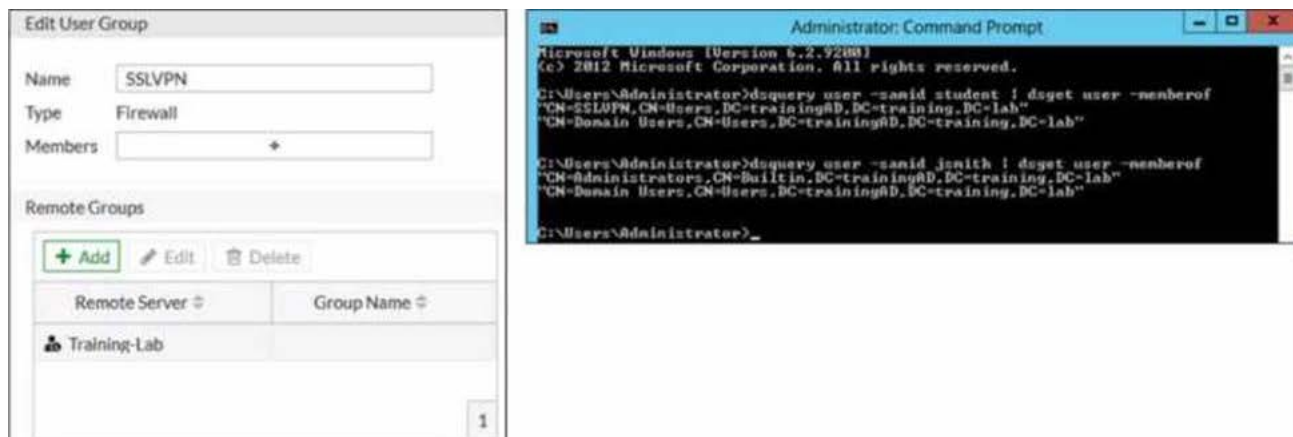 Edit User Group
Name SSLVPN
Type Firewall
Members +
Remote Groups
+ Add Edit Delete
Remote Server Group Name
Training-Lab
1
Administrator: Command Prompt
Microsoft Windows [Version 6.2.9200]
(c) 2012 Microsoft Corporation. All rights reserved.
C:\Users\Administrator>dsquery user -samid student | dsget user -memberof
"CN=SSLVPN,CN=Users,DC=trainingAD,DC=training,DC=lab"
"CN=Domain Users,CN=Users,DC=trainingAD,DC=training,DC=lab"
C:\Users\Administrator>dsquery user -samid jsmith | dsget user -memberof
"CN=Administrators,CN=Builtin,DC=trainingAD,DC=training,DC=lab"
"CN=Domain Users,CN=Users,DC=trainingAD,DC=training,DC=lab"
C:\Users\Administrator>_